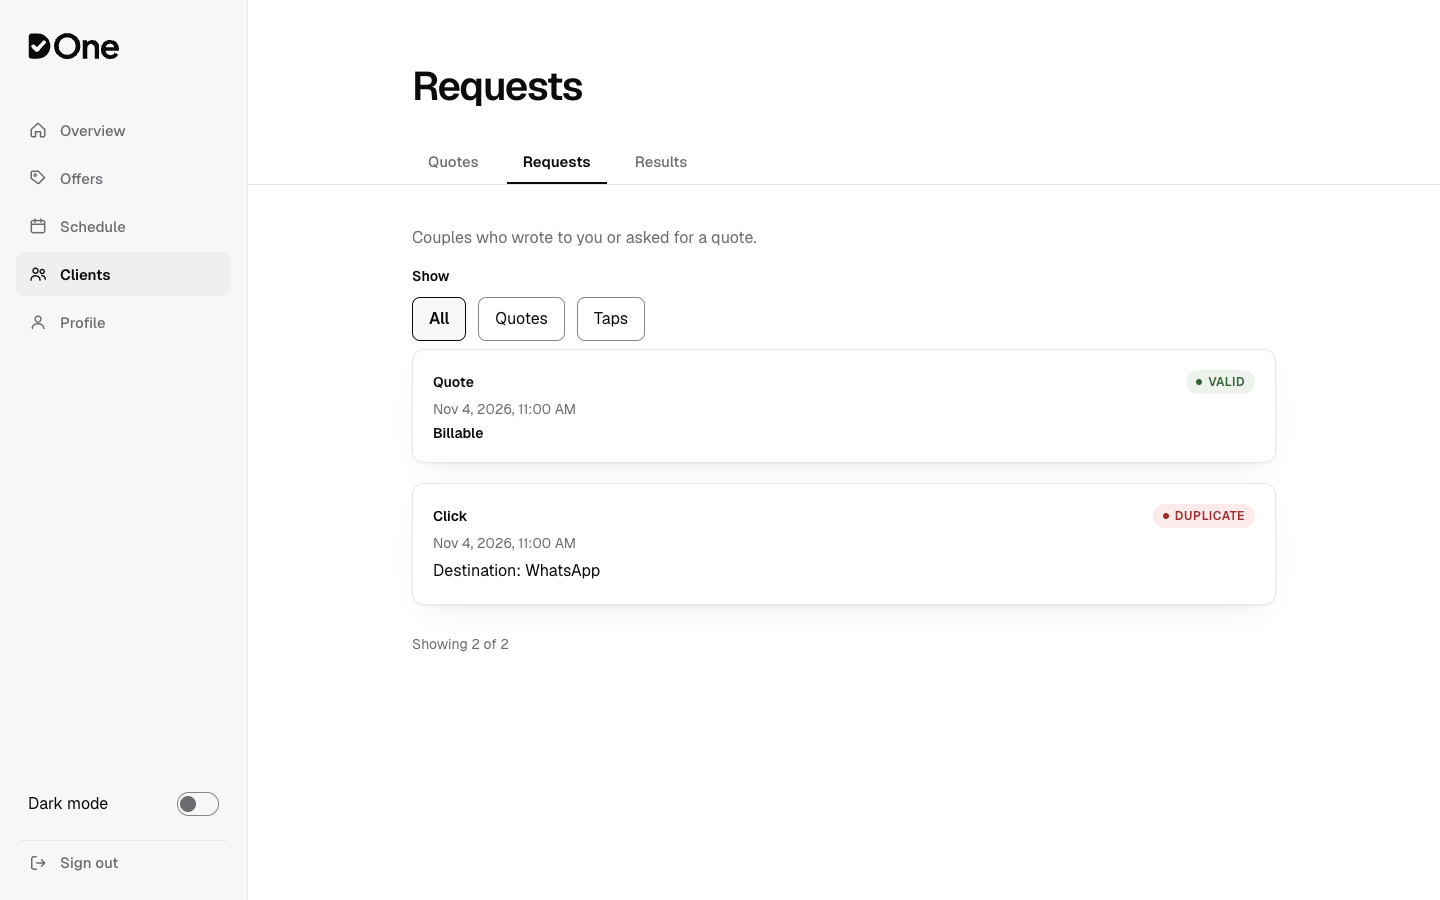 DOne
Overview
Offers
Schedule
Clients
Profile
Dark mode
Sign out
Requests
Quotes
Requests
Results
Couples who wrote to you or asked for a quote.
Show
All
Quotes
Taps
Quote
VALID
Nov 4, 2026, 11:00 AM
Billable
Click
DUPLICATE
Nov 4, 2026, 11:00 AM
Destination: WhatsApp
Showing 2 of 2